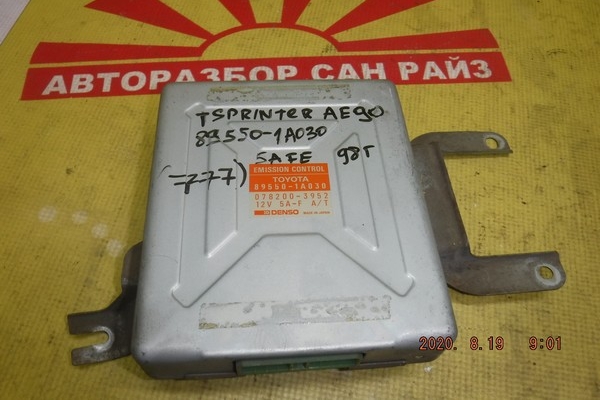 АВТОРАЗБОР САН РАЙЗ
TSPRINTER AE90
89550-1A030
5AFE 98г
(-777)
EMISSION CONTROL
TOYOTA
89550-1A030
078200-3952
12V 5A-F A/T
DENSO MADE IN JAPAN
2020. 8.19 9:01